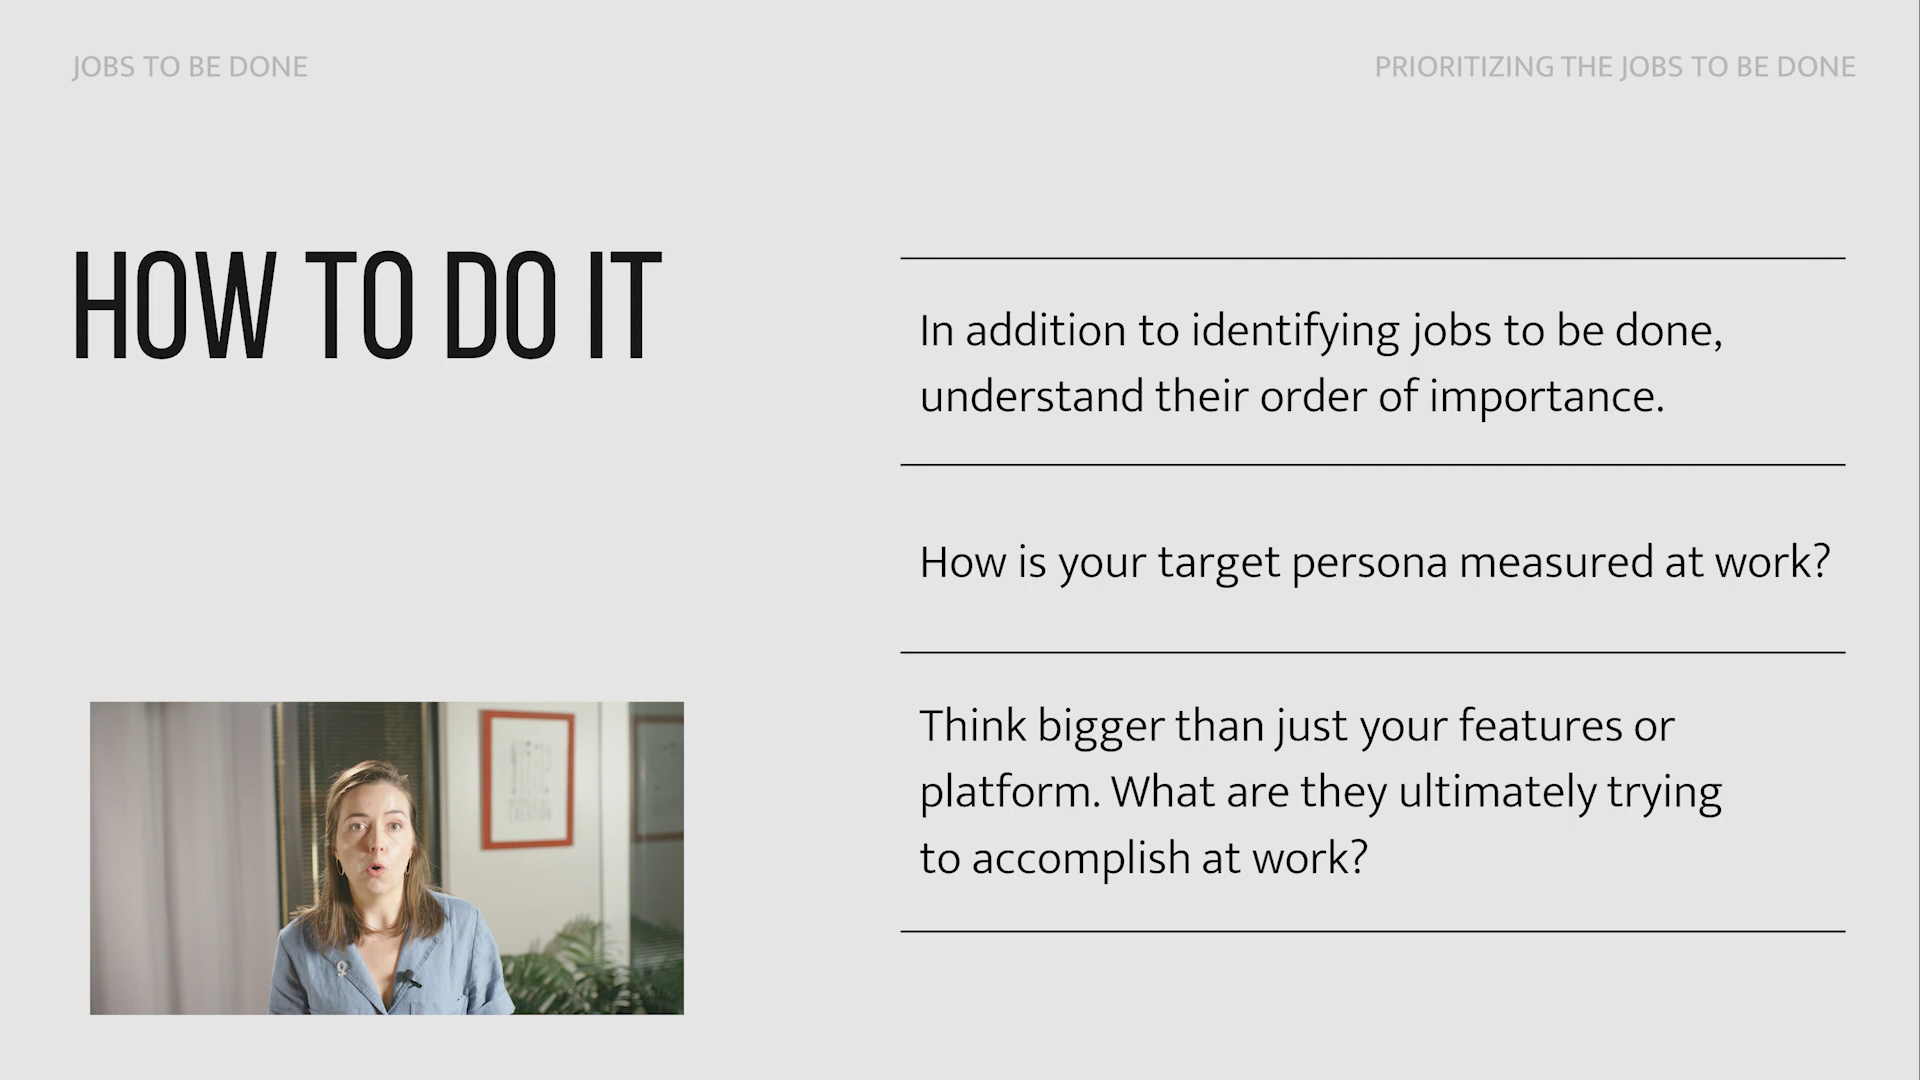 JOBS TO BE DONE
PRIORITIZING THE JOBS TO BE DONE
HOW TO DO IT
In addition to identifying jobs to be done,
understand their order of importance.
How is your target persona measured at work?
Think bigger than just your features or
platform. What are they ultimately trying
to accomplish at work?